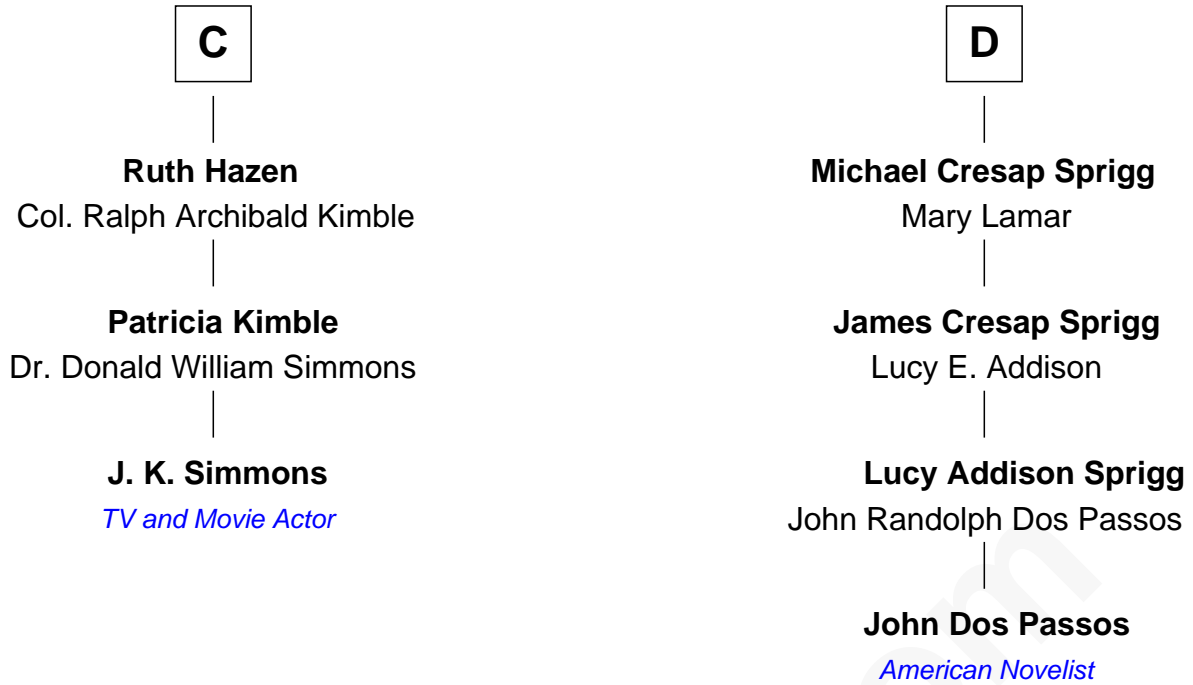 C
Ruth Hazen
Col. Ralph Archibald Kimble
Patricia Kimble
Dr. Donald William Simmons
J. K. Simmons
TV and Movie Actor
D
Michael Cresap Sprigg
Mary Lamar
James Cresap Sprigg
Lucy E. Addison
Lucy Addison Sprigg
John Randolph Dos Passos
John Dos Passos
American Novelist